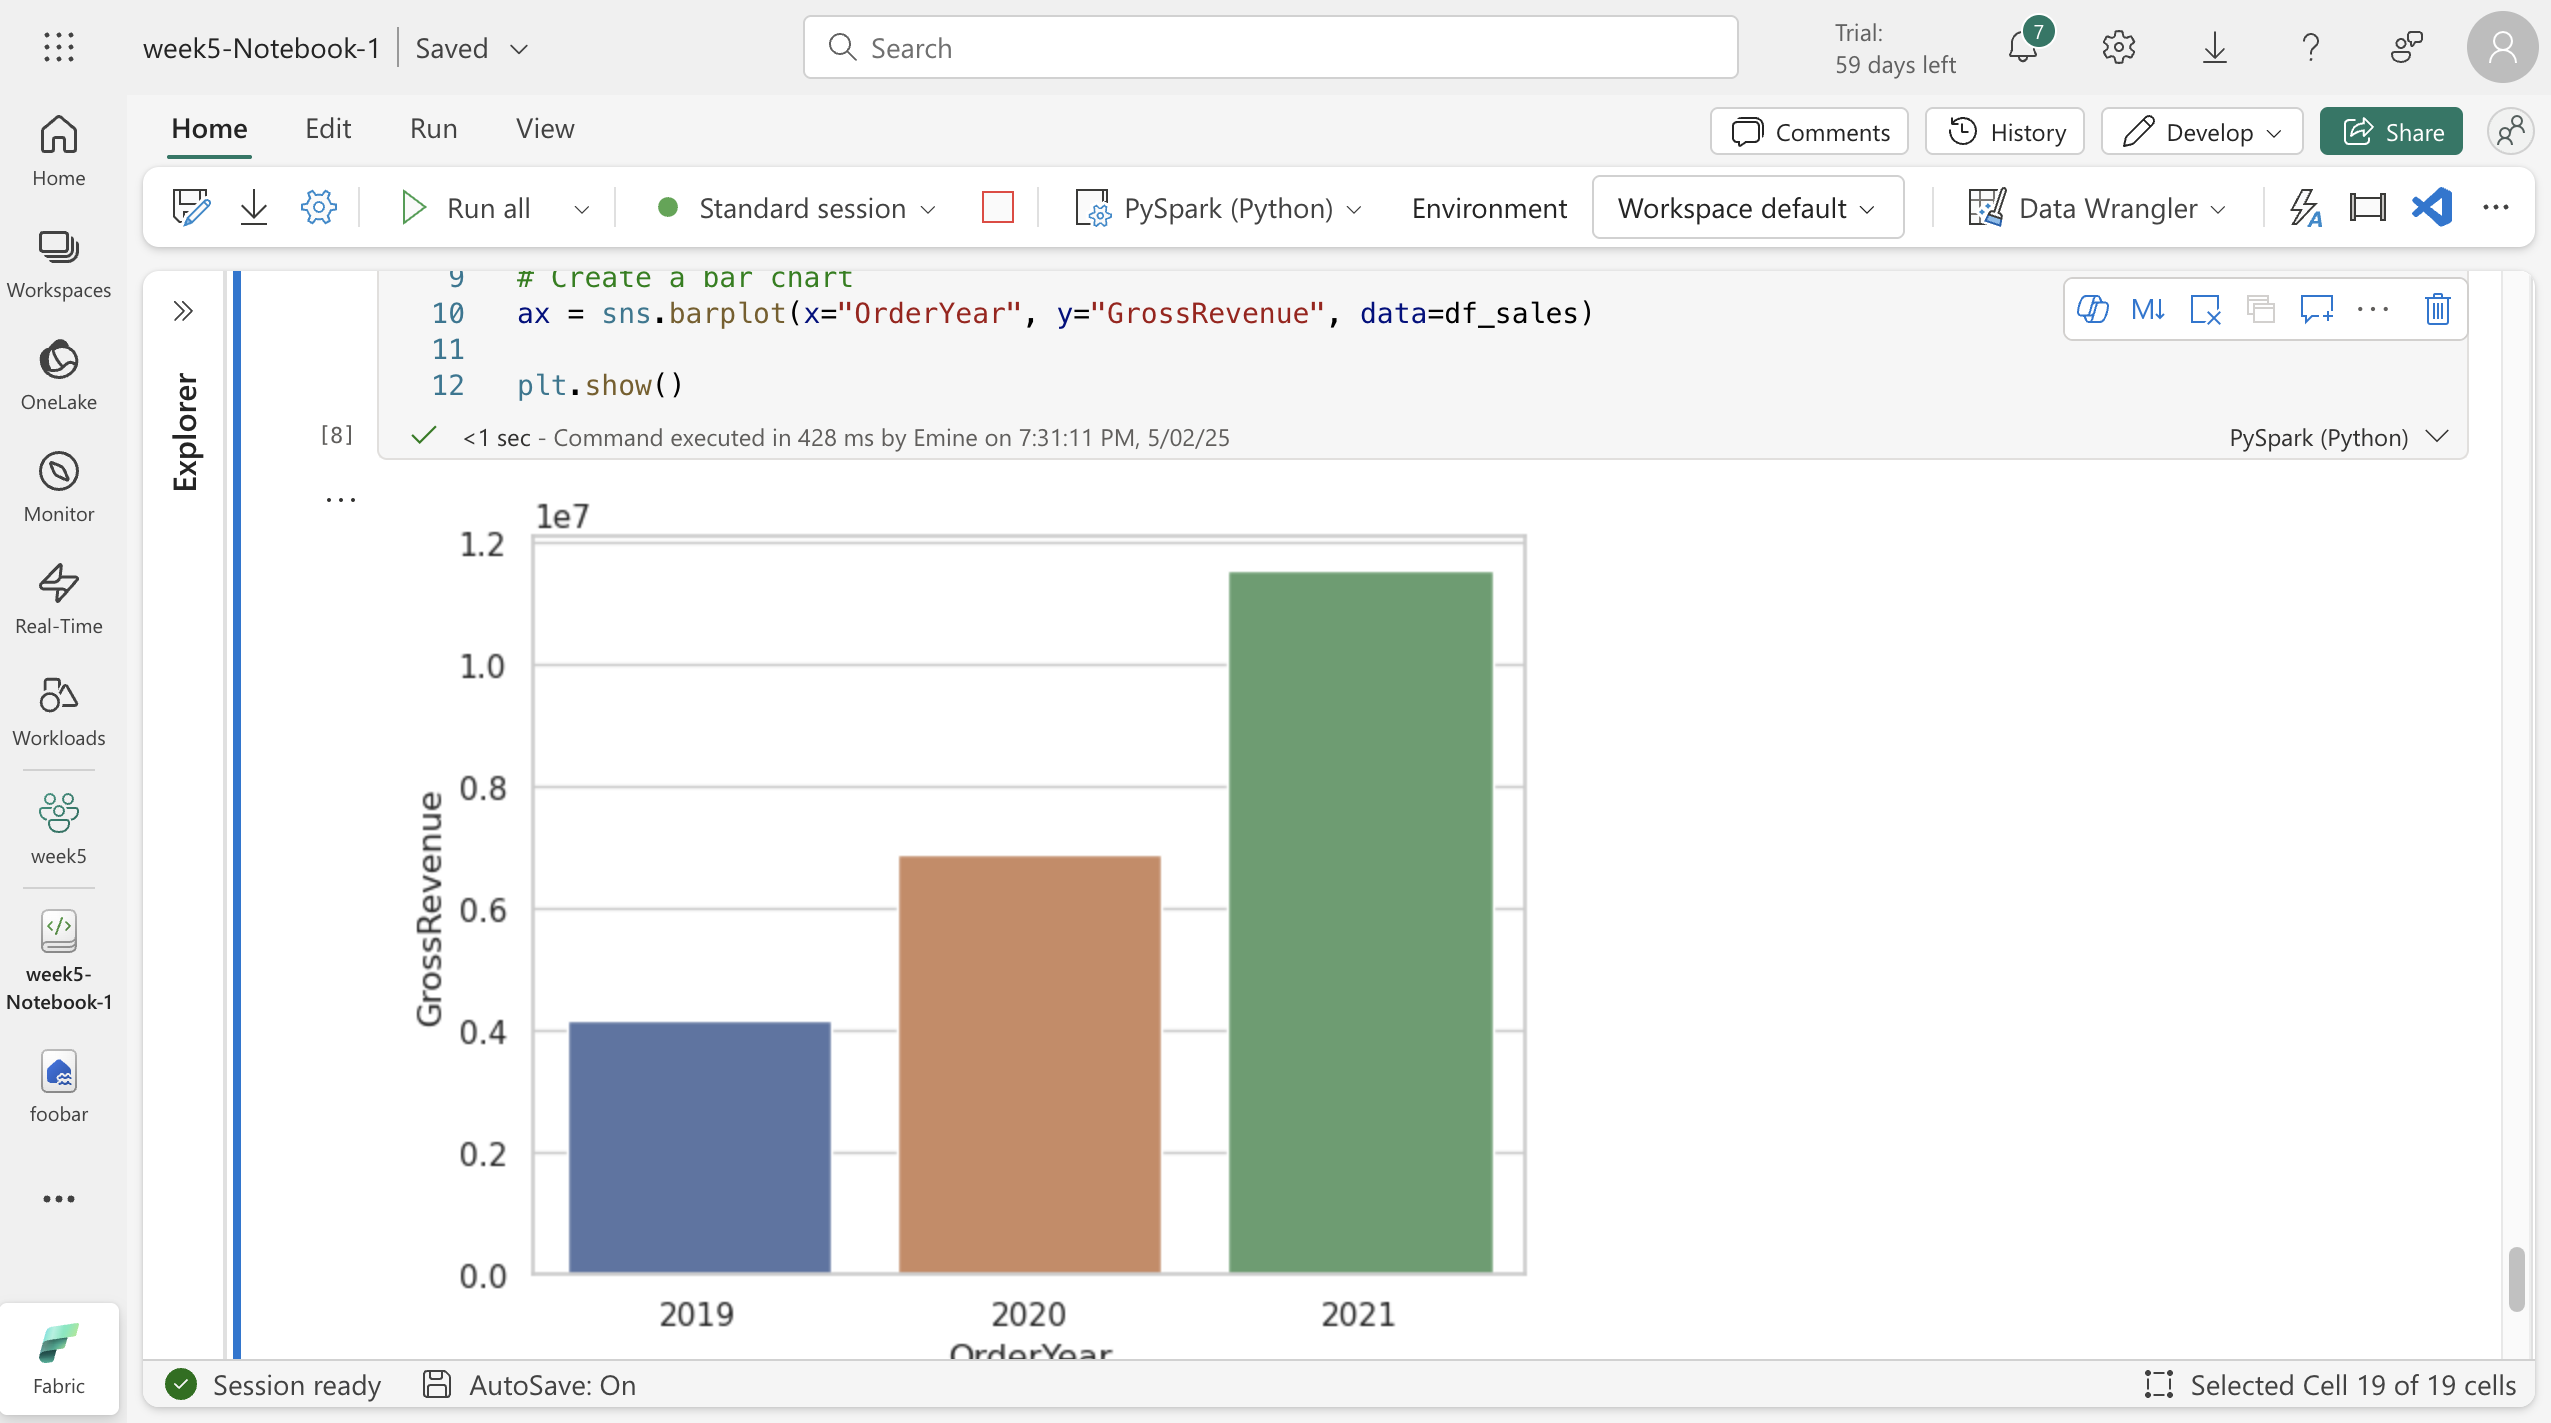 week5-Notebook-1
Saved
Search
Trial:
59 days left
7
Home
Edit
Run
View
Comments
History
Develop
Share
Run all
Standard session
PySpark (Python)
Environment
Workspace default
Data Wrangler
Home
Workspaces
OneLake
Monitor
Real-Time
Workloads
week5
week5-
Notebook-1
foobar
Fabric
Explorer
9 # Create a bar chart
10 ax = sns.barplot(x="OrderYear", y="GrossRevenue", data=df_sales)
11
12 plt.show()
M↓
[8]
<1 sec - Command executed in 428 ms by Emine on 7:31:11 PM, 5/02/25
PySpark (Python)
1e7
1.2
1.0
0.8
0.6
0.4
0.2
0.0
GrossRevenue
2019
2020
2021
OrderYear
Session ready
AutoSave: On
Selected Cell 19 of 19 cells